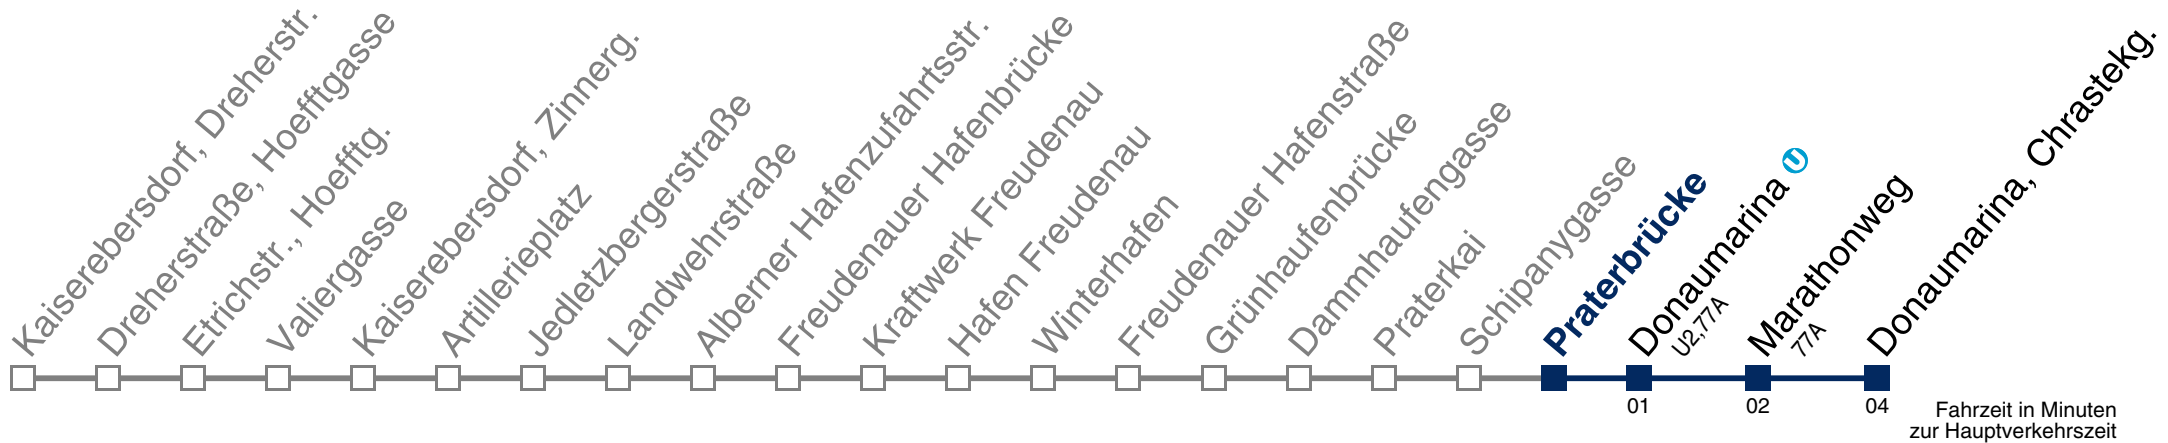 Kaiserebersdorf, Dreherstr.
Dreherstraße, Hoefftgasse
Etrichstr., Hoefftg.
Valiergasse
Kaiserebersdorf, Zinnerg.
Artillerieplatz
Jedletzbergerstraße
Landwehrstraße
Alberner Hafenzufahrtsstr.
Freudenauer Hafenbrücke
Kraftwerk Freudenau
Hafen Freudenau
Winterhafen
Freudenauer Hafenstraße
Grünhaufenbrücke
Dammhaufengasse
Praterkai
Schipanygasse
Praterbrücke
Donaumarina U
U2,77A
Marathonweg
77A
Donaumarina, Chrastekg.
01
02
04
Fahrzeit in Minuten
zur Hauptverkehrszeit